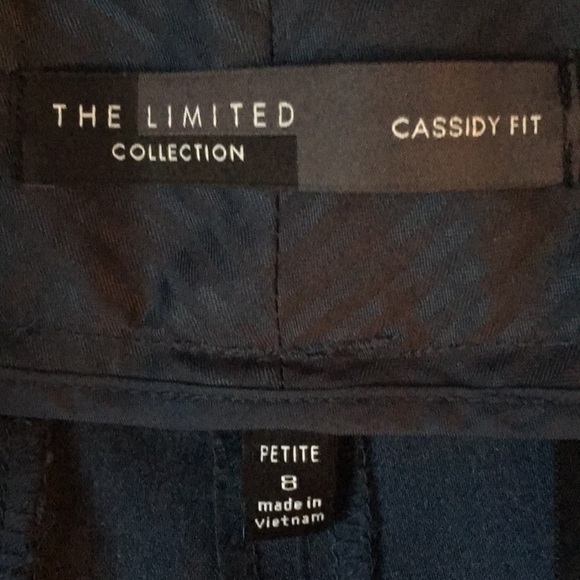 THE LIMITED
COLLECTION
CASSIDY FIT
PETITE
8
made in
vietnam